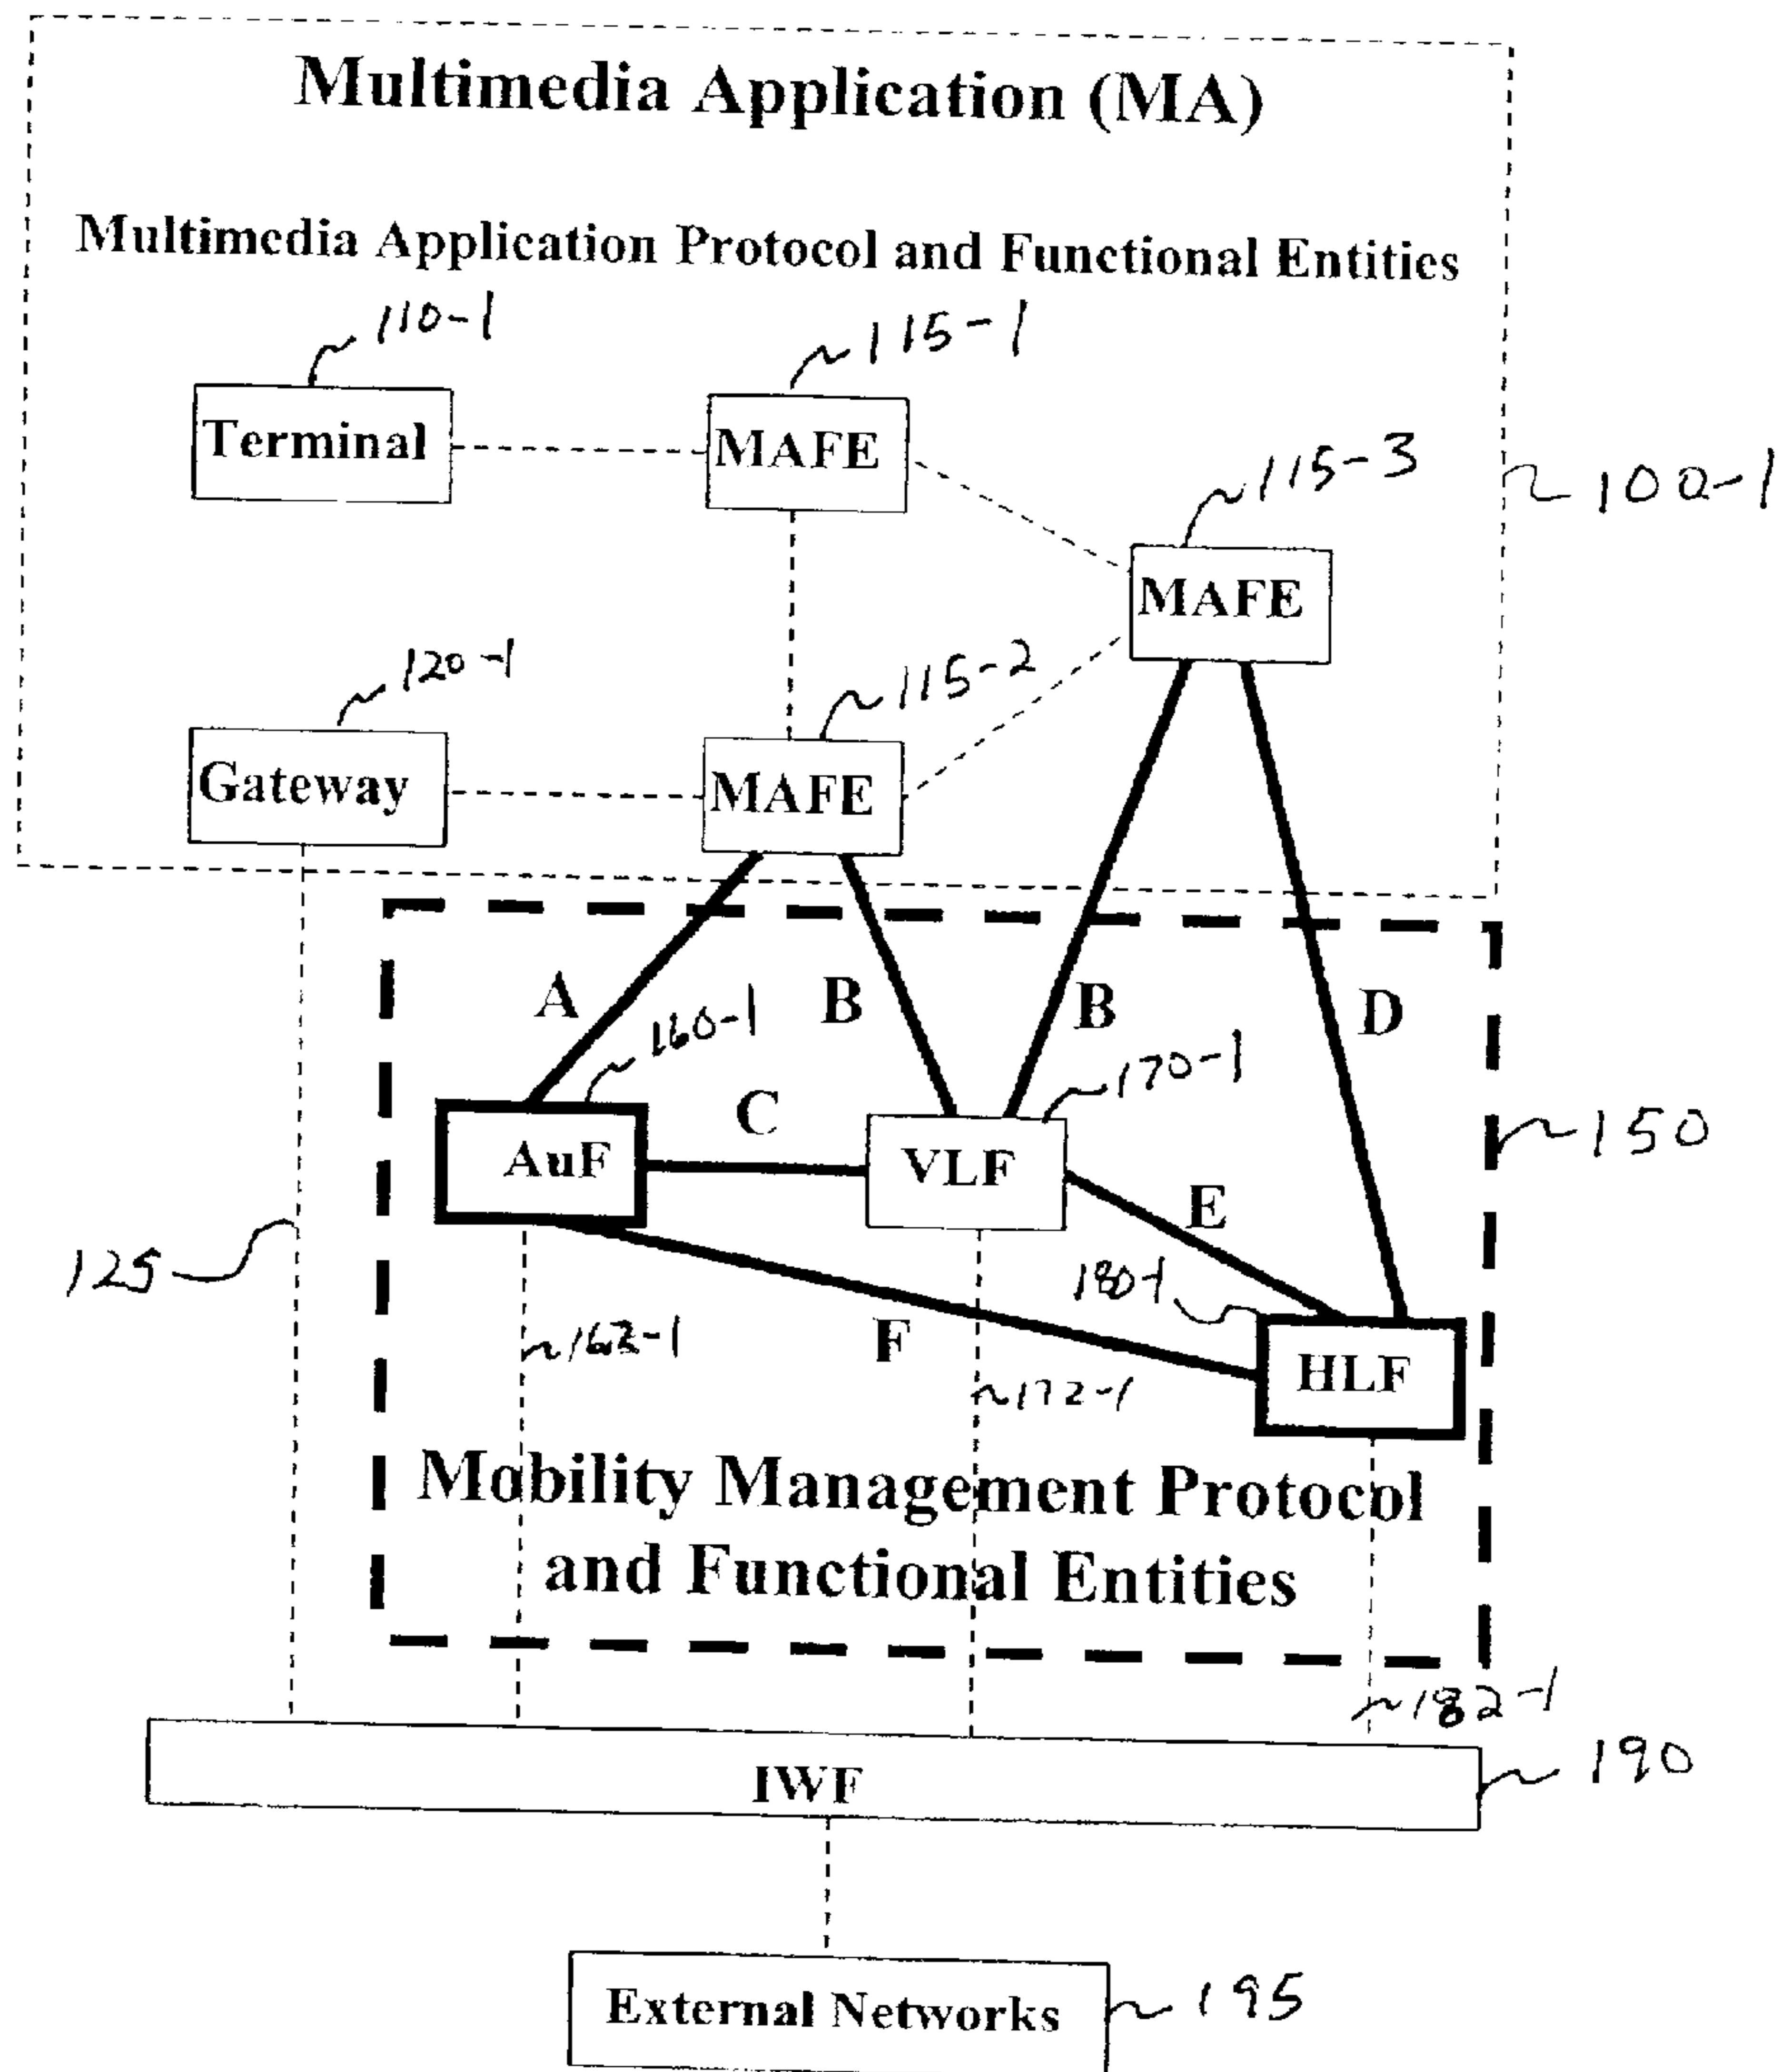 Multimedia Application (MA)
Multimedia Application Protocol and Functional Entities
110-1
115-1
Terminal
MAFE
115-3
100-1
MAFE
120-1
115-2
Gateway
MAFE
A
B
B
D
160-1
170-1
C
150
AuF
VLF
E
125
180-1
162-1
F
HLF
172-1
Mobility Management Protocol
and Functional Entities
182-1
190
IWF
External Networks
195